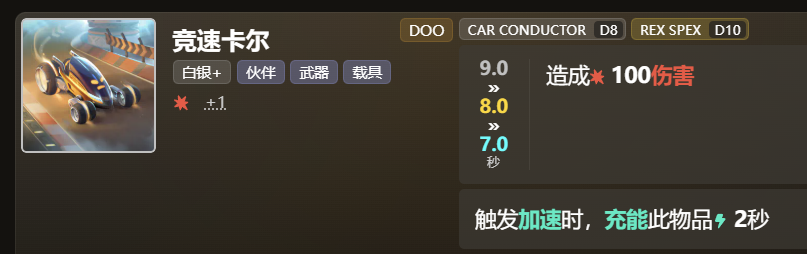 竞速卡尔
DOO
白银+
伙伴
武器
载具
+1
CAR CONDUCTOR D8
REX SPEX D10
9.0
»
8.0
»
7.0
秒
造成 100伤害
触发加速时，充能此物品 2秒